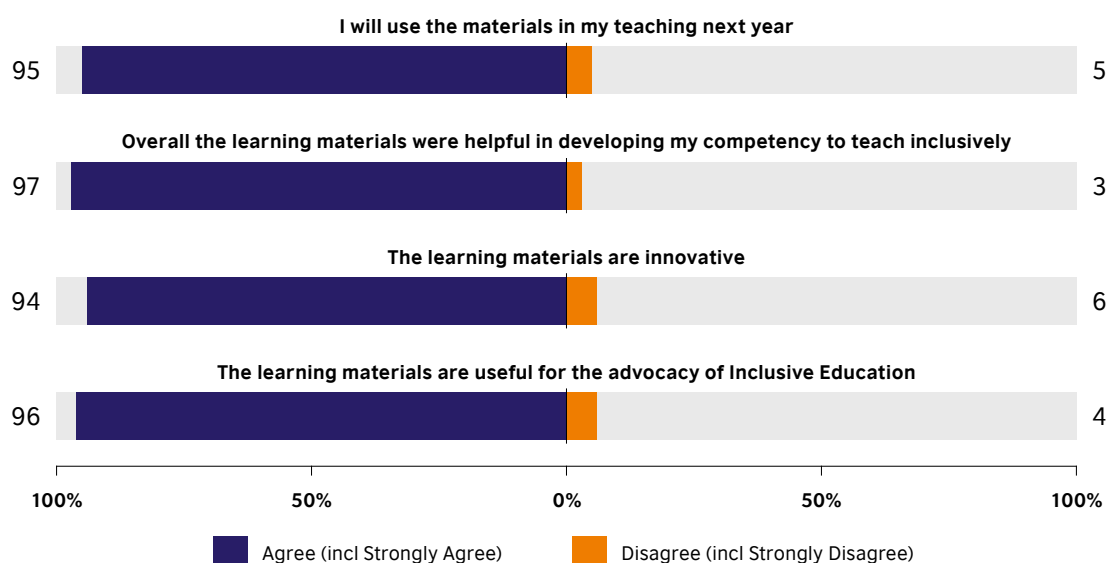 I will use the materials in my teaching next year
95 5
Overall the learning materials were helpful in developing my competency to teach inclusively
97 3
The learning materials are innovative
94 6
The learning materials are useful for the advocacy of Inclusive Education
96 4
100% 50% 0% 50% 100%
Agree (incl Strongly Agree) Disagree (incl Strongly Disagree)